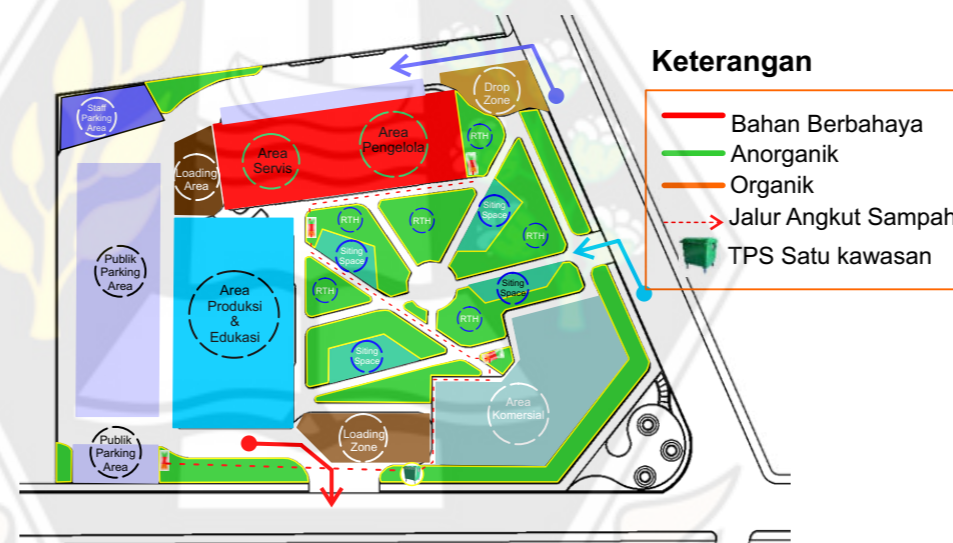 Keterangan
Bahan Berbahaya
Anorganik
Organik
Jalur Angkut Sampah
TPS Satu kawasan
Staff
Parking
Area
Drop
Zone
Area
Servis
Area
Pengelola
RTH
Loading
Area
Siting
Space
RTH
RTH
RTH
Siting
Space
Publik
Parking
Area
Area
Produksi
&
Edukasi
RTH
Siting
Space
RTH
Siting
Space
Area
Komersial
Loading
Zone
Publik
Parking
Area